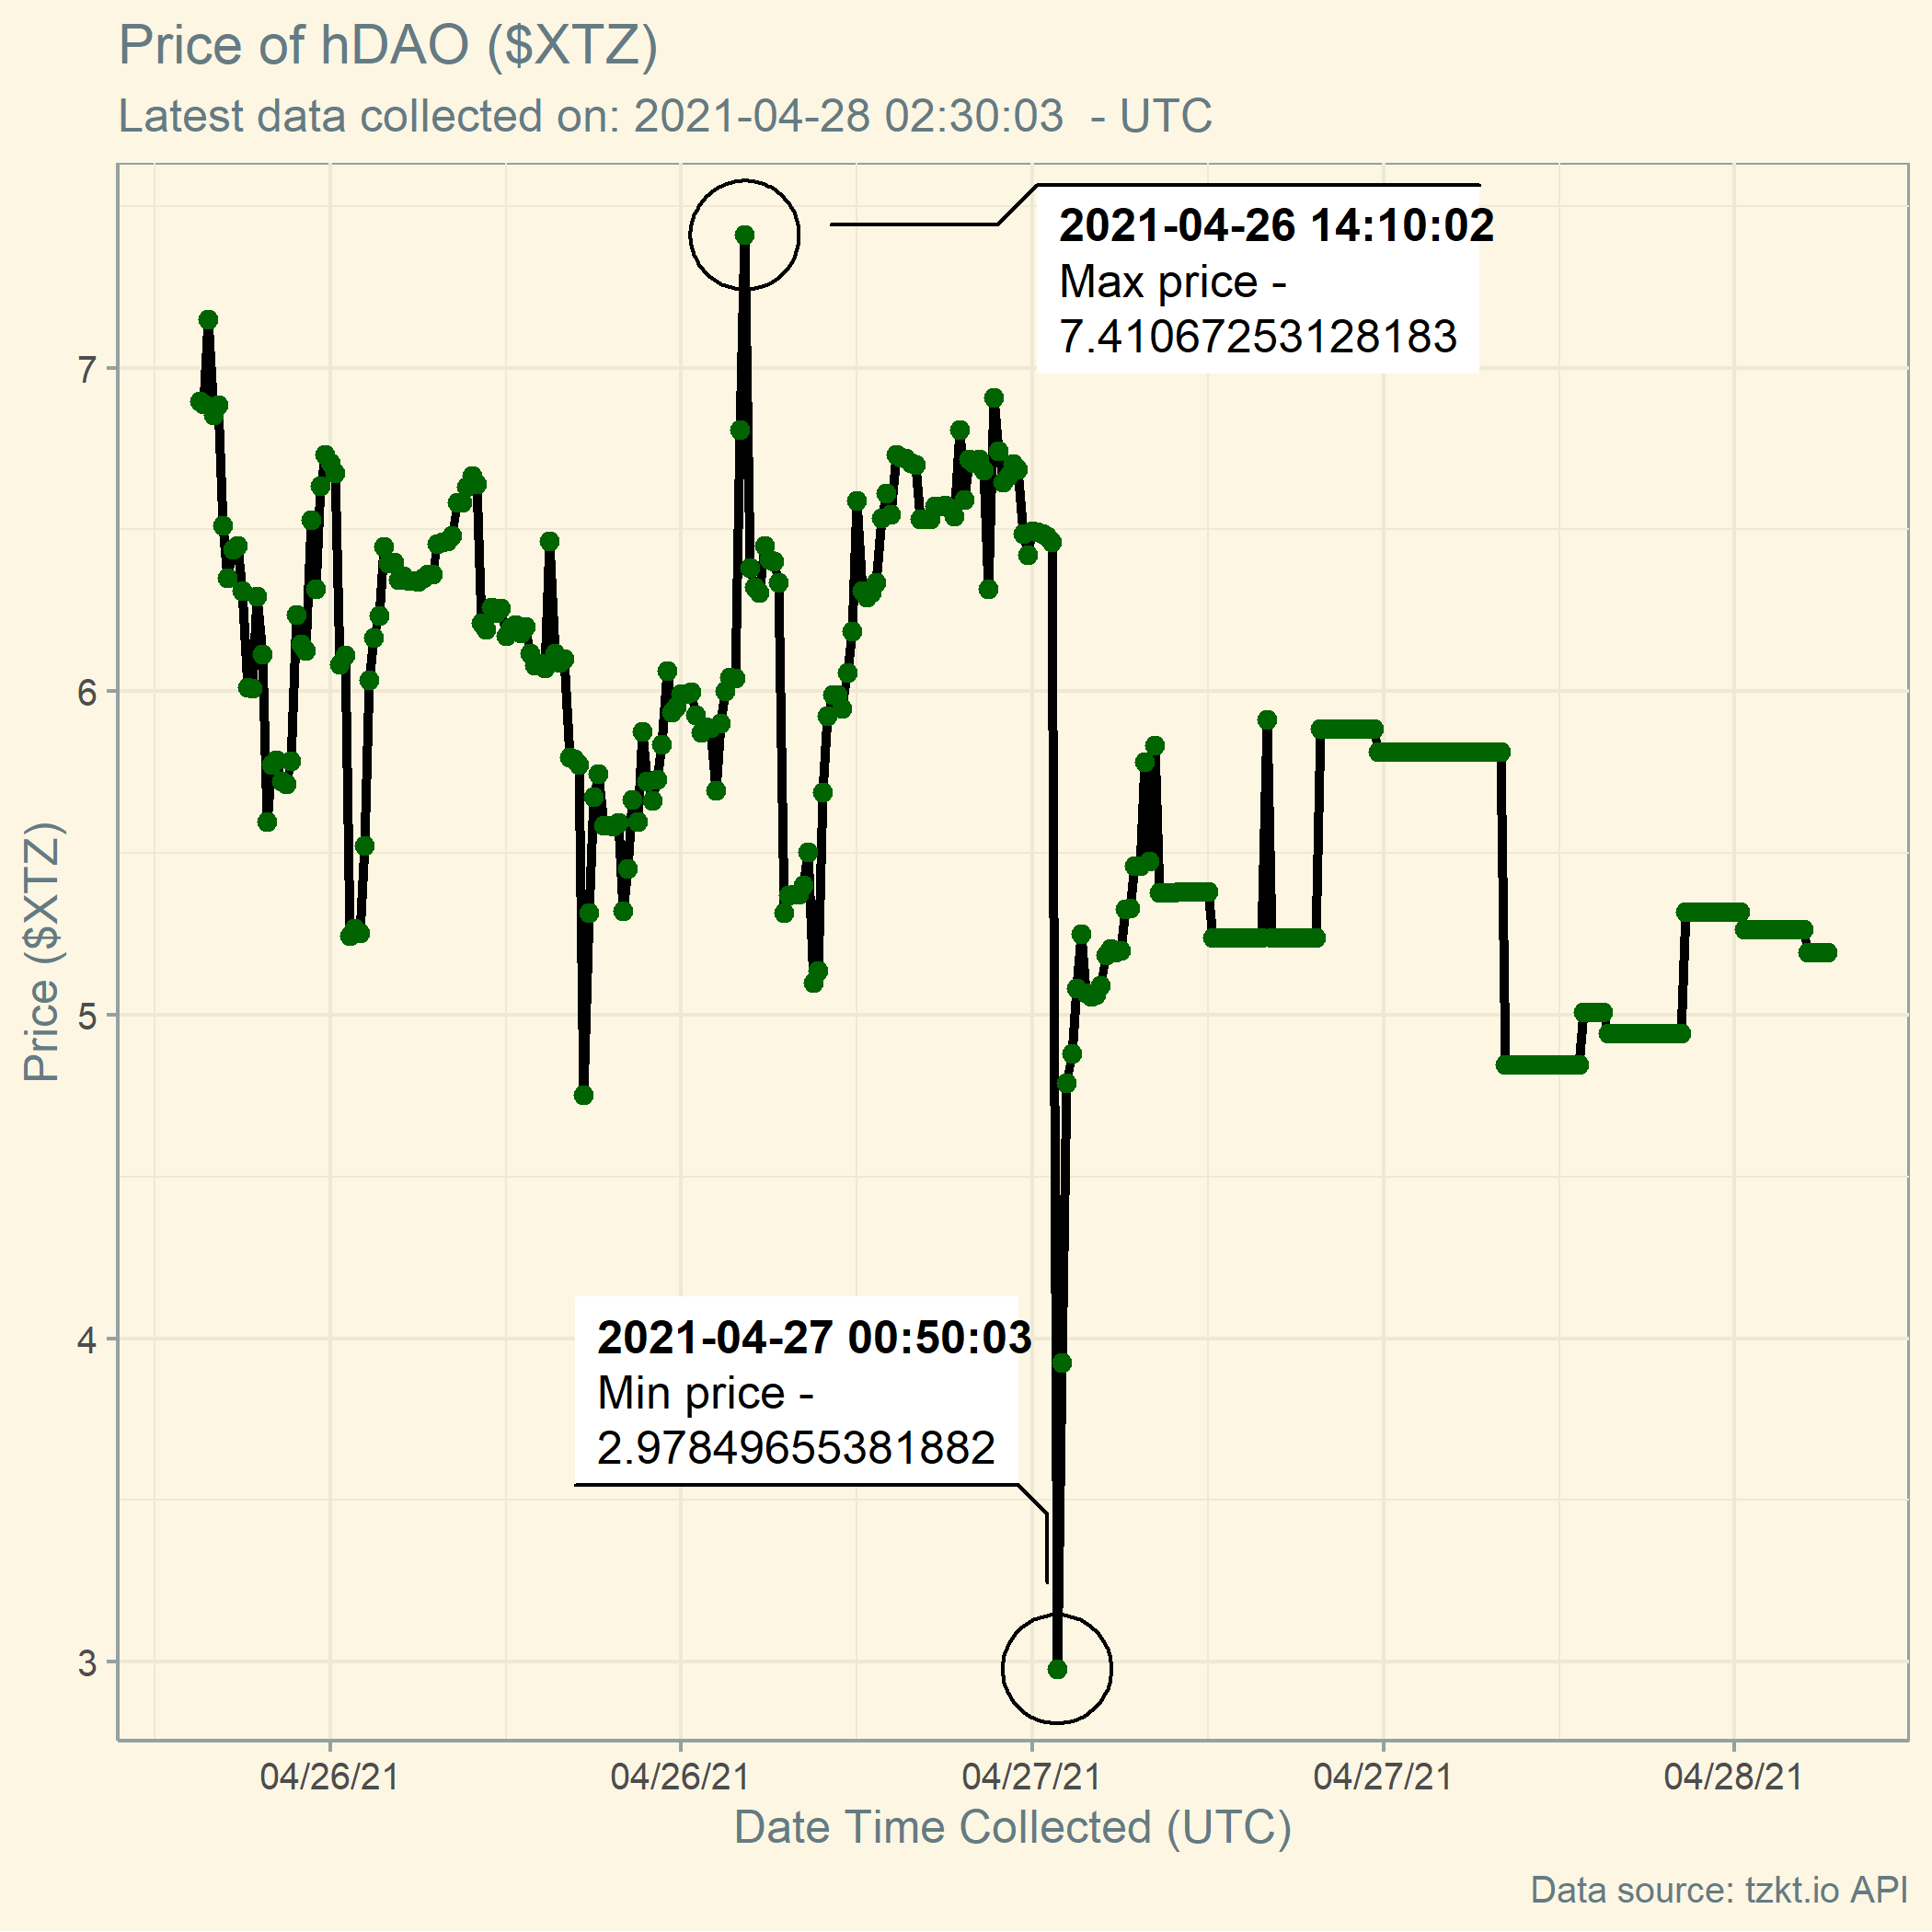 Price of hDAO ($XTZ)
Latest data collected on: 2021-04-28 02:30:03  - UTC
2021-04-26 14:10:02
Max price -
7.41067253128183
7
6
5
4
3
Price ($XTZ)
2021-04-27 00:50:03
Min price -
2.97849655381882
04/26/21 04/26/21 04/27/21 04/27/21 04/28/21
Date Time Collected (UTC)
Data source: tzkt.io API